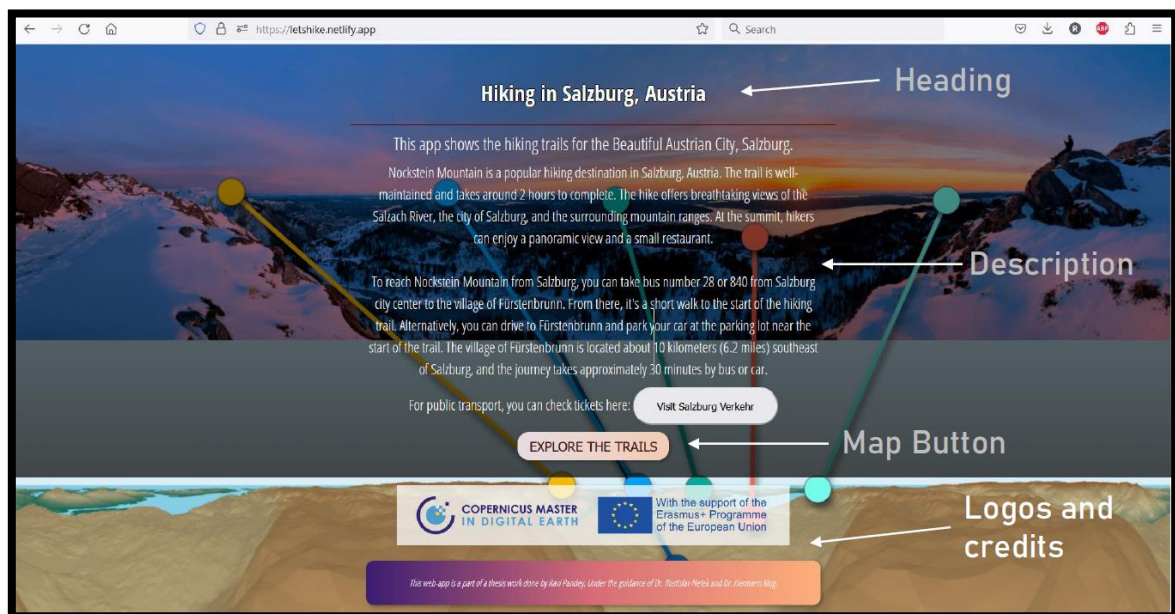 https://letshike.netlify.app
Search
R
ABP
Hiking in Salzburg, Austria
Heading
This app shows the hiking trails for the Beautiful Austrian City, Salzburg.
Nockstein Mountain is a popular hiking destination in Salzburg, Austria. The trail is well-
maintained and takes around 2 hours to complete. The hike offers breathtaking views of the
Salzach River, the city of Salzburg, and the surrounding mountain ranges. At the summit, hikers
can enjoy a panoramic view and a small restaurant.
Description
To reach Nockstein Mountain from Salzburg, you can take bus number 28 or 840 from Salzburg
city center to the village of Fürstenbrunn. From there, it's a short walk to the start of the hiking
trail. Alternatively, you can drive to Fürstenbrunn and park your car at the parking lot near the
start of the trail. The village of Fürstenbrunn is located about 10 kilometers (6.2 miles) southeast
of Salzburg, and the journey takes approximately 30 minutes by bus or car.
For public transport, you can check tickets here: Visit Salzburg Verkehr
EXPLORE THE TRAILS
Map Button
COPERNICUS MASTER
IN DIGITAL EARTH
With the support of the
Erasmus+ Programme
of the European Union
Logos and
credits
This web-app is a part of a thesis work done by Ravi Pandey, Under the guidance of Dr. Rostislav Netek and Dr. Hermann Klug.